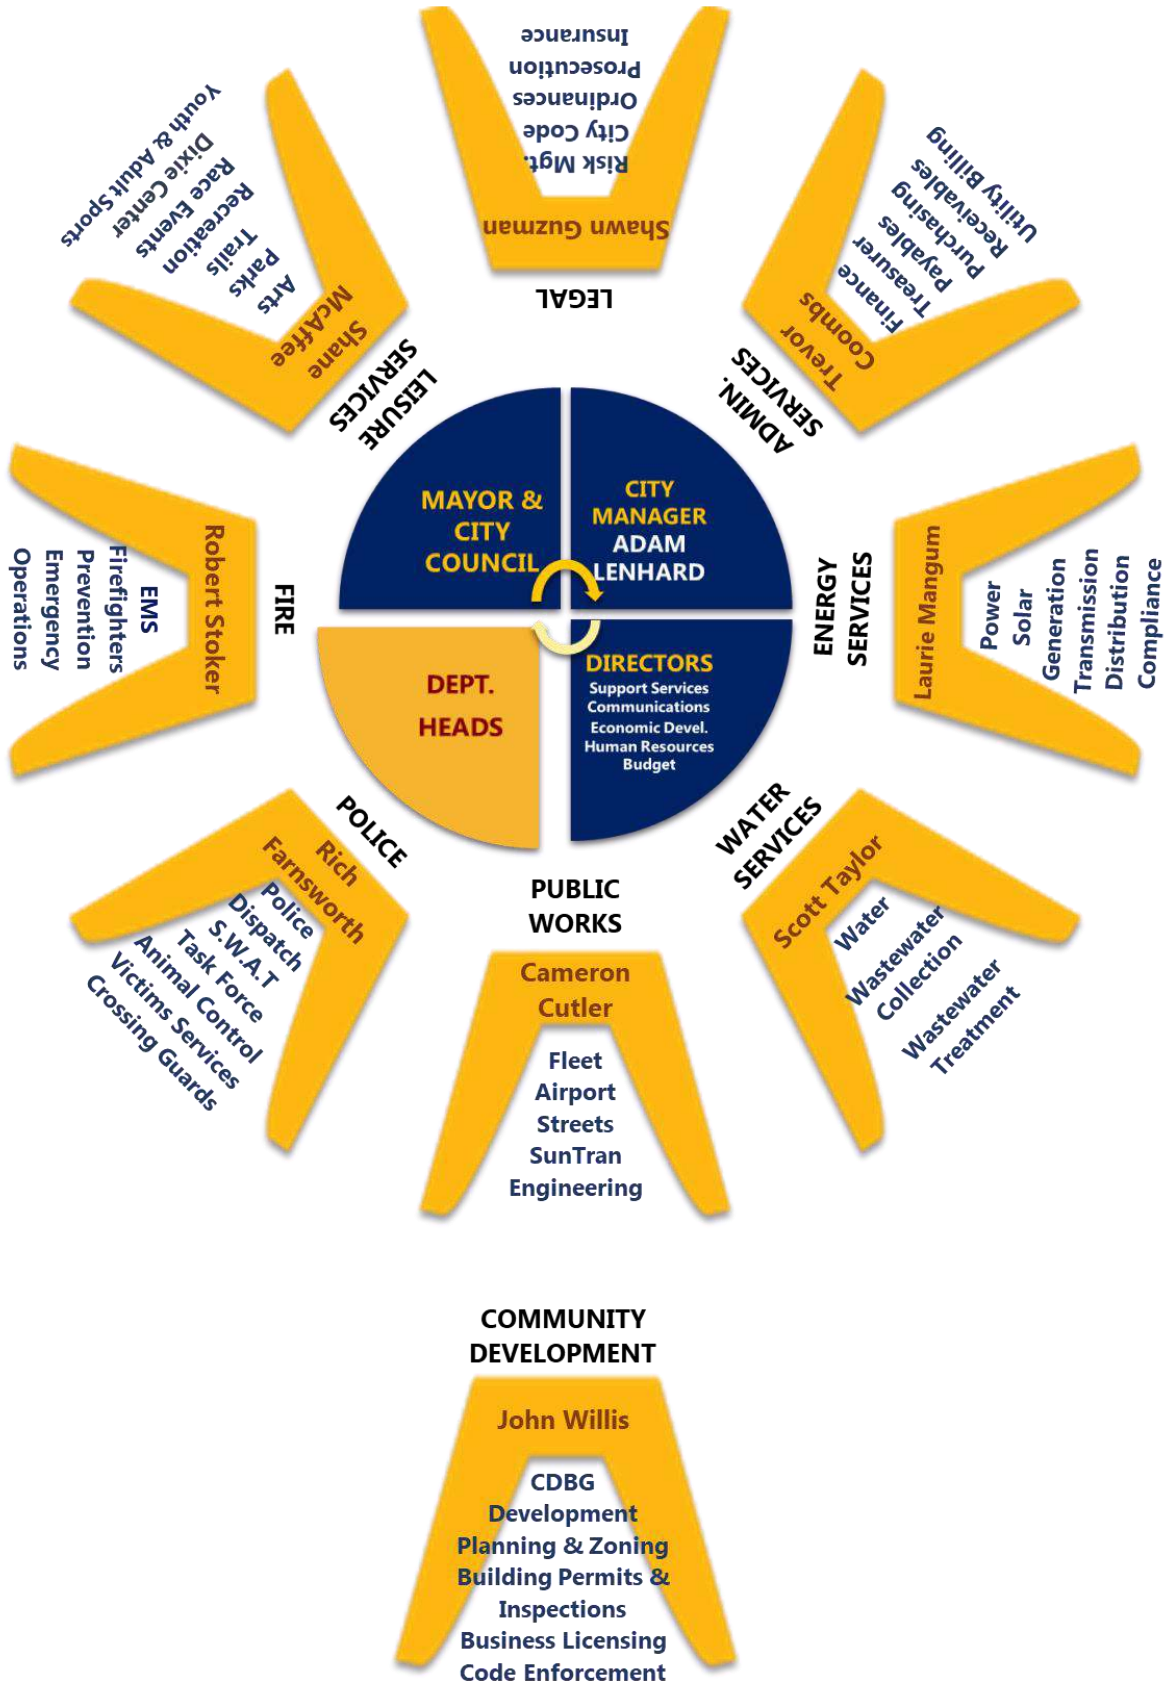 MAYOR &
CITY
COUNCIL
CITY
MANAGER
ADAM
LENHARD
DEPT.
HEADS
DIRECTORS
Support Services
Communications
Economic Devel.
Human Resources
Budget
LEGAL
Shawn Guzman
Risk Mgt.
City Code
Ordinances
Prosecution
Insurance
ADMIN.
SERVICES
Trevor
Coombs
Finance
Treasurer
Payables
Purchasing
Receivables
Utility Billing
ENERGY
SERVICES
Laurie Mangum
Power
Solar
Generation
Transmission
Distribution
Compliance
WATER
SERVICES
Scott Taylor
Water
Wastewater
Collection
Wastewater
Treatment
PUBLIC
WORKS
Cameron
Cutler
Fleet
Airport
Streets
SunTran
Engineering
POLICE
Rich
Farnsworth
Police
Dispatch
S.W.A.T
Task Force
Animal Control
Victims Services
Crossing Guards
FIRE
Robert Stoker
EMS
Firefighters
Prevention
Emergency
Operations
LEISURE
SERVICES
Shane
McAffee
Arts
Parks
Trails
Recreation
Race Events
Dixie Center
Youth & Adult Sports
COMMUNITY
DEVELOPMENT
John Willis
CDBG
Development
Planning & Zoning
Building Permits &
Inspections
Business Licensing
Code Enforcement